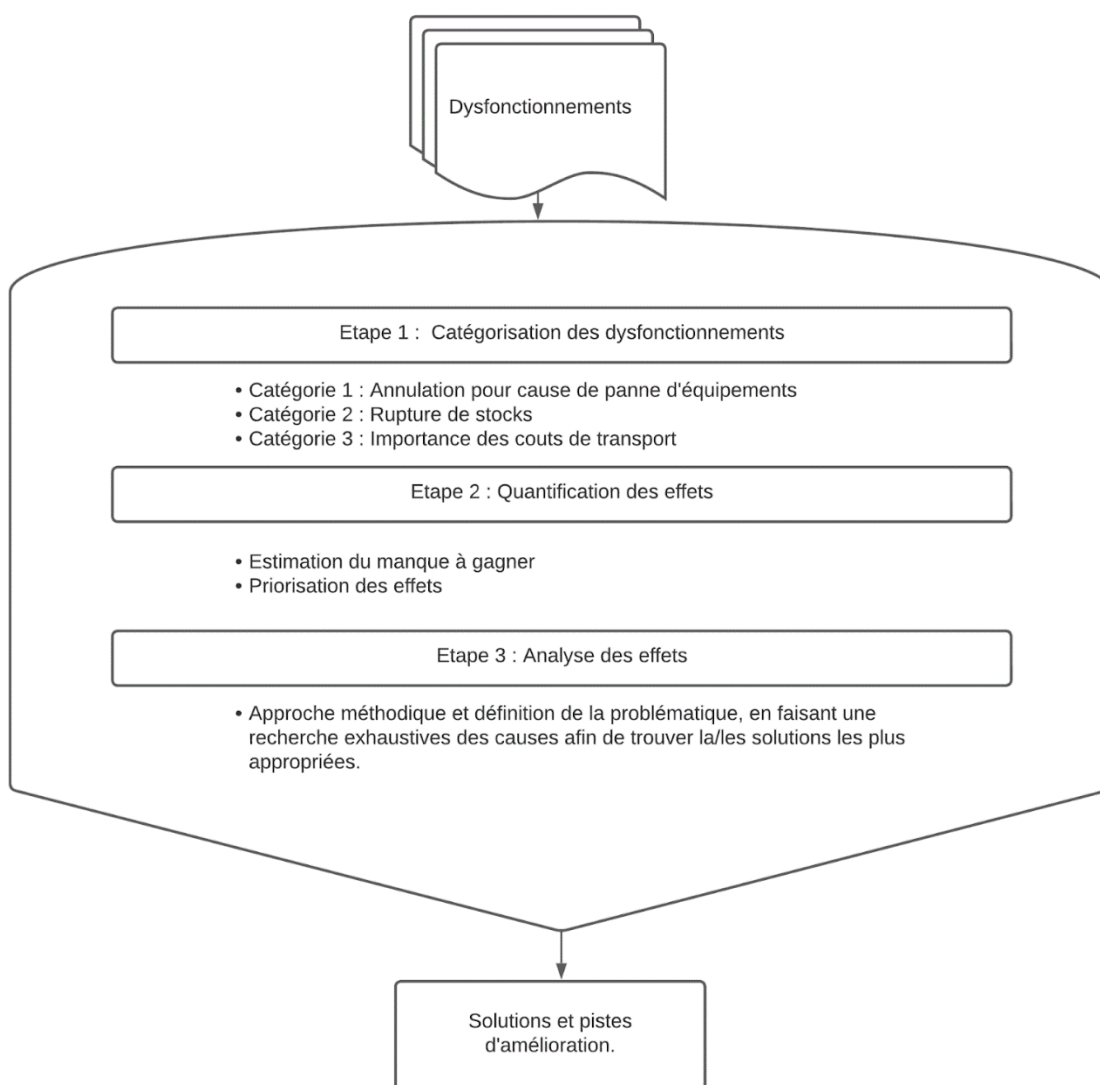 Dysfonctionnements
Etape 1 :  Catégorisation des dysfonctionnements
• Catégorie 1 : Annulation pour cause de panne d'équipements
• Catégorie 2 : Rupture de stocks
• Catégorie 3 : Importance des couts de transport
Etape 2 : Quantification des effets
• Estimation du manque à gagner
• Priorisation des effets
Etape 3 : Analyse des effets
• Approche méthodique et définition de la problématique, en faisant une
recherche exhaustives des causes afin de trouver la/les solutions les plus
appropriées.
Solutions et pistes
d'amélioration.